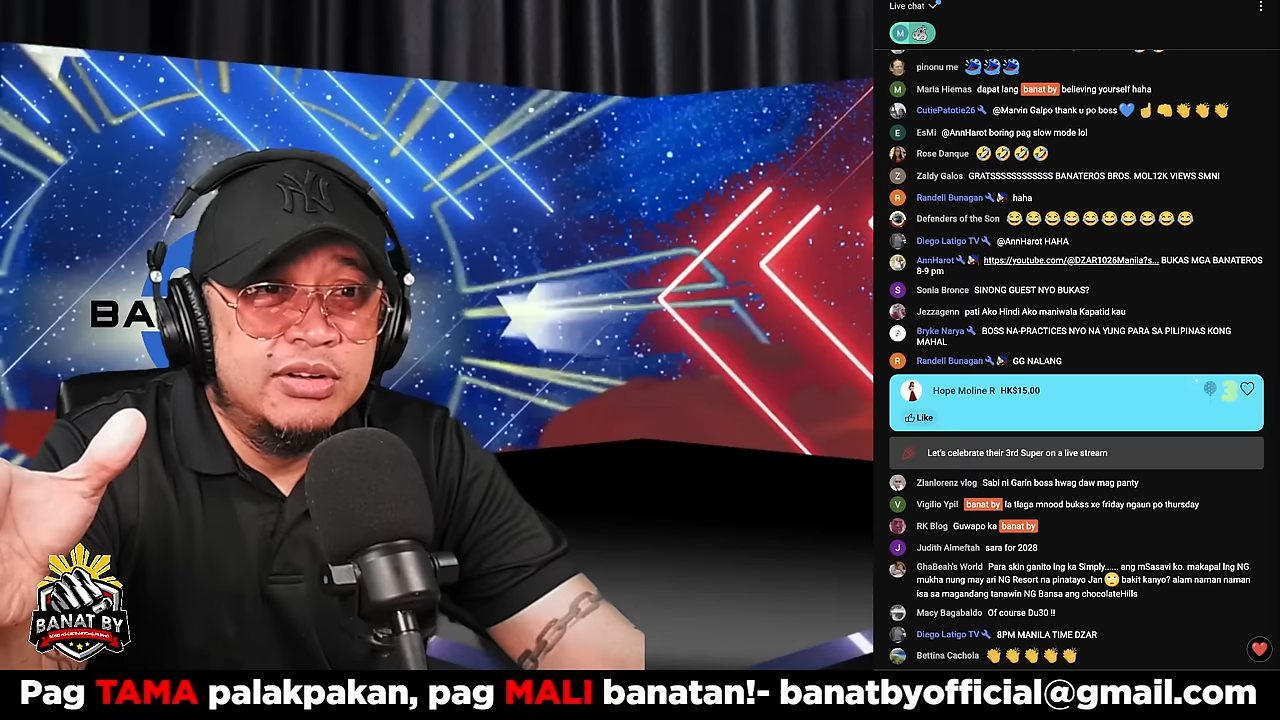 Live chat
M
pinonu me
M Maria Hiemas dapat lang banat by believing yourself haha
CutiePatotie26 @Marvin Galpo thank u po boss 💙☝👊👏👏👏
E EsMi @AnnHarot boring pag slow mode lol
Rose Danque 🤣🤣🤣🤣
Z Zaldy Galos GRATSSSSSSSSSSS BANATEROS BROS. MOL12K VIEWS SMNI
R Randell Bunagan haha
Defenders of the Son 😂😂😂😂😂😂😂😂😂😂
Diego Latigo TV @AnnHarot HAHA
AnnHarot https://youtube.com/@DZAR1026Manila?s... BUKAS MGA BANATEROS
8-9 pm
S Sonia Bronce SINONG GUEST NYO BUKAS?
Jezzagenn pati Ako Hindi Ako maniwala Kapatid kau
Bryke Narya BOSS NA-PRACTICES NYO NA YUNG PARA SA PILIPINAS KONG
MAHAL
R Randell Bunagan GG NALANG
Hope Moline R HK$15.00 3
Like
Let's celebrate their 3rd Super on a live stream
Zianlorenz vlog Sabi ni Garin boss hwag daw mag panty
V Vigilio Ypil banat by la tlaga mnood bukss xe friday ngaun po thursday
RK Blog Guwapo ka banat by
J Judith Almeftah sara for 2028
GhaBeah's World Para skin ganito lng ka Simply...... ang mSasavi ko. makapal lng NG
mukha nung may ari NG Resort na pinatayo Jan 🙄 bakit kanyo? alam naman naman
isa sa magandang tanawin NG Bansa ang chocolateHills
Macy Bagabaldo Of course Du30 !!
Diego Latigo TV 8PM MANILA TIME DZAR
Bettina Cachola 👏👏👏👏👏
NY
BA
BANAT BY
Pag TAMA palakpakan, pag MALI banatan!- banatbyofficial@gmail.com